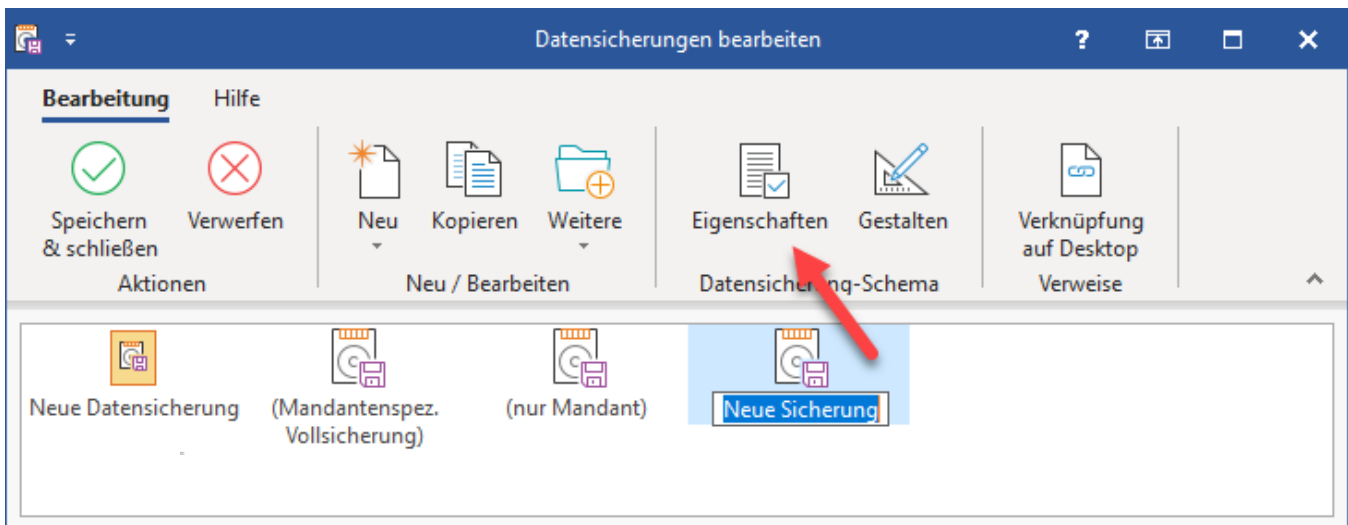 Datensicherungen bearbeiten
?
Bearbeitung Hilfe
Speichern
& schließen
Verwerfen
Neu
Kopieren
Weitere
Eigenschaften
Gestalten
Verknüpfung
auf Desktop
Aktionen
Neu / Bearbeiten
Datensicherung-Schema
Verweise
Neue Datensicherung
(Mandantenspez.
Vollsicherung)
(nur Mandant)
Neue Sicherung